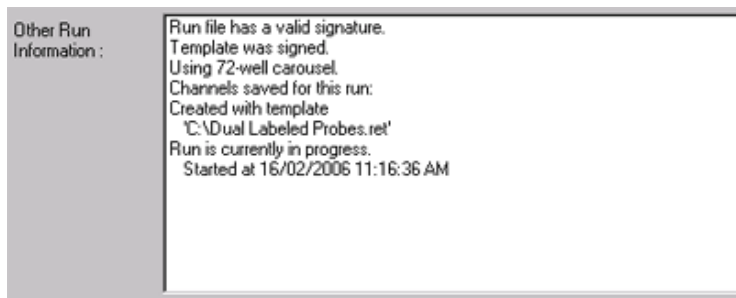 Other Run
Information :
Run file has a valid signature.
Template was signed.
Using 72-well carousel.
Channels saved for this run:
Created with template
'C:\Dual Labeled Probes.ret'
Run is currently in progress.
Started at 16/02/2006 11:16:36 AM